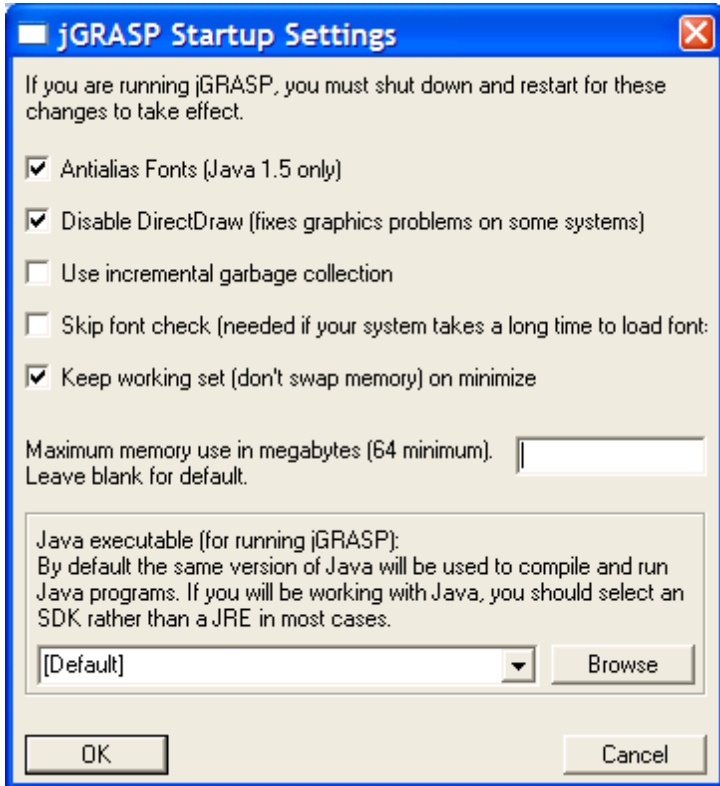 jGRASP Startup Settings
If you are running jGRASP, you must shut down and restart for these
changes to take effect.
Antialias Fonts (Java 1.5 only)
Disable DirectDraw (fixes graphics problems on some systems)
Use incremental garbage collection
Skip font check (needed if your system takes a long time to load font:
Keep working set (don't swap memory) on minimize
Maximum memory use in megabytes (64 minimum).
Leave blank for default.
Java executable (for running jGRASP):
By default the same version of Java will be used to compile and run
Java programs. If you will be working with Java, you should select an
SDK rather than a JRE in most cases.
[Default]
Browse
OK
Cancel